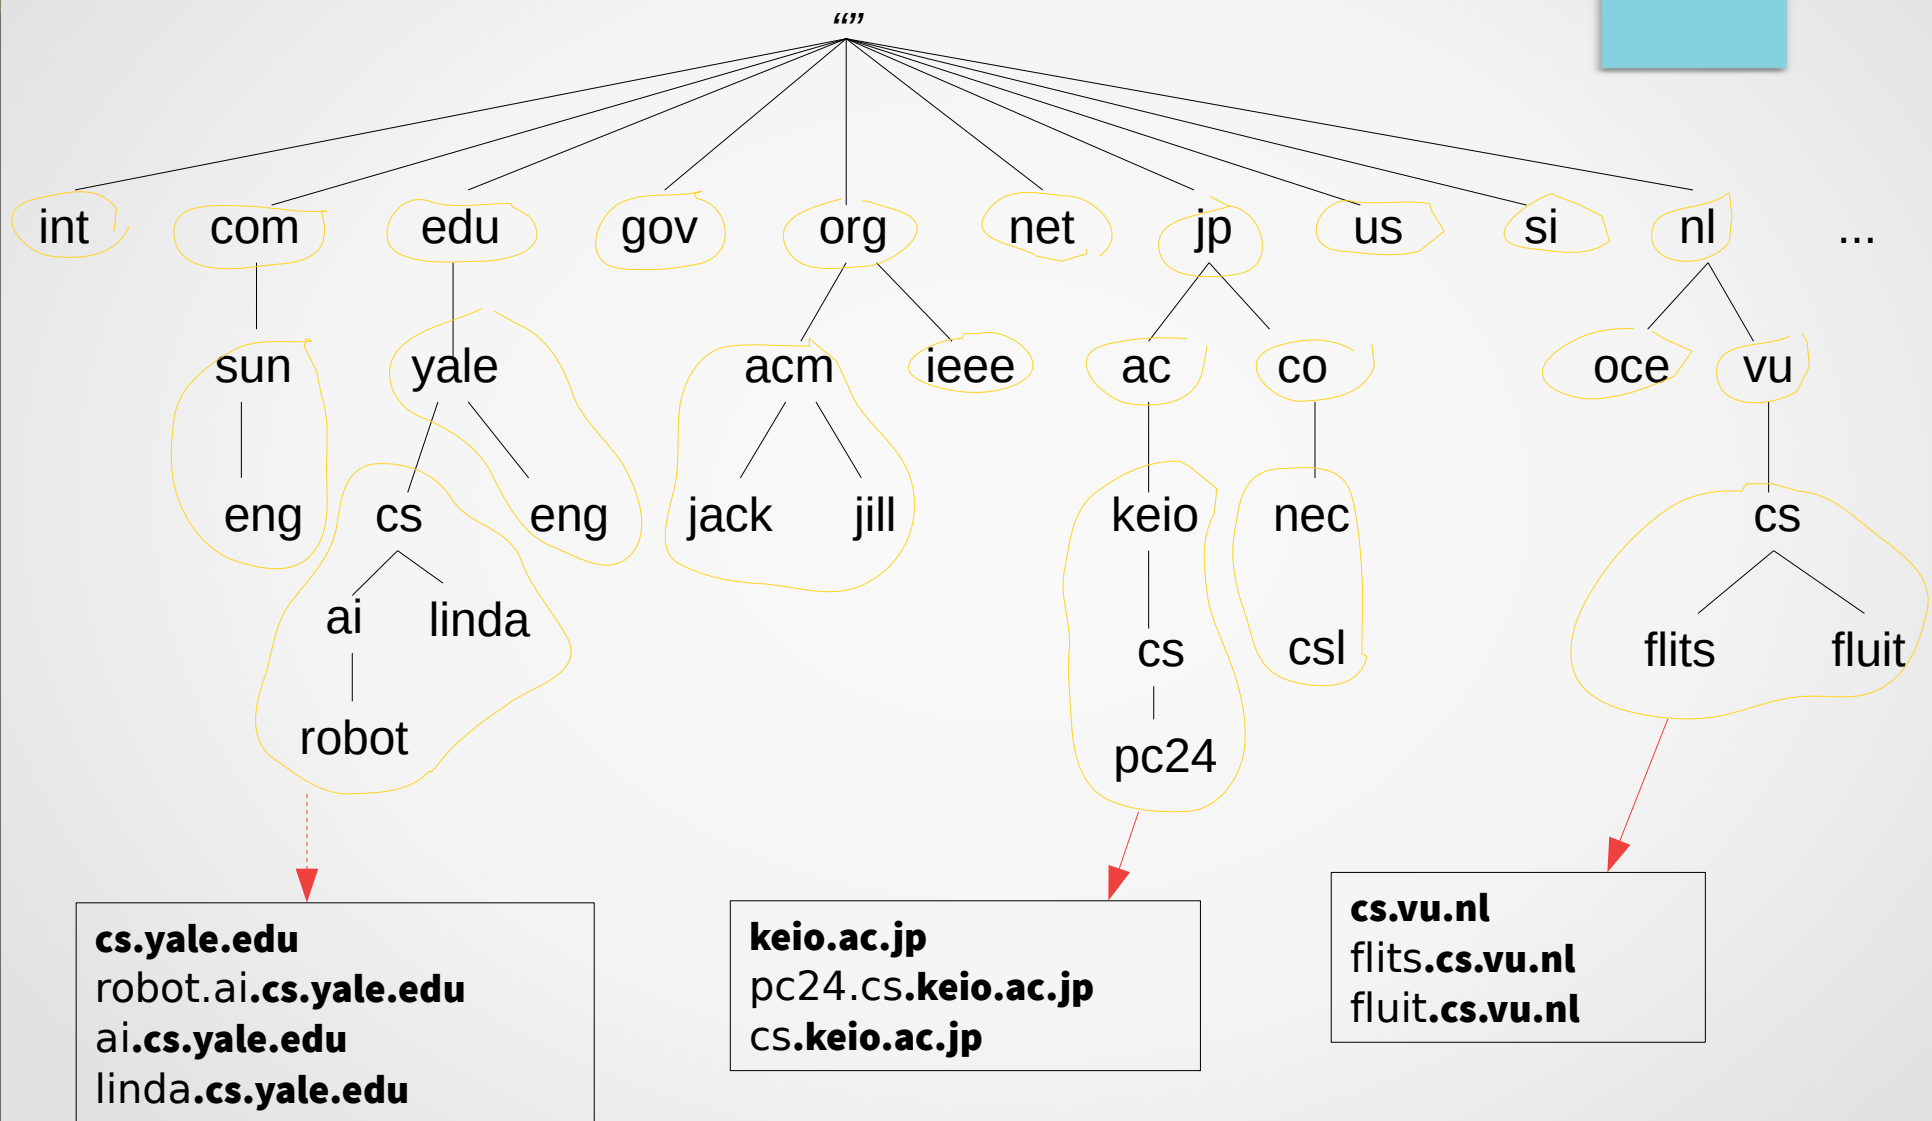 “”
int com edu gov org net jp us si nl ...
sun yale acm ieee ac co oce vu
eng cs eng jack jill keio nec cs
ai linda cs csl flits fluit
robot pc24
cs.yale.edu
robot.ai.cs.yale.edu
ai.cs.yale.edu
linda.cs.yale.edu
keio.ac.jp
pc24.cs.keio.ac.jp
cs.keio.ac.jp
cs.vu.nl
flits.cs.vu.nl
fluit.cs.vu.nl